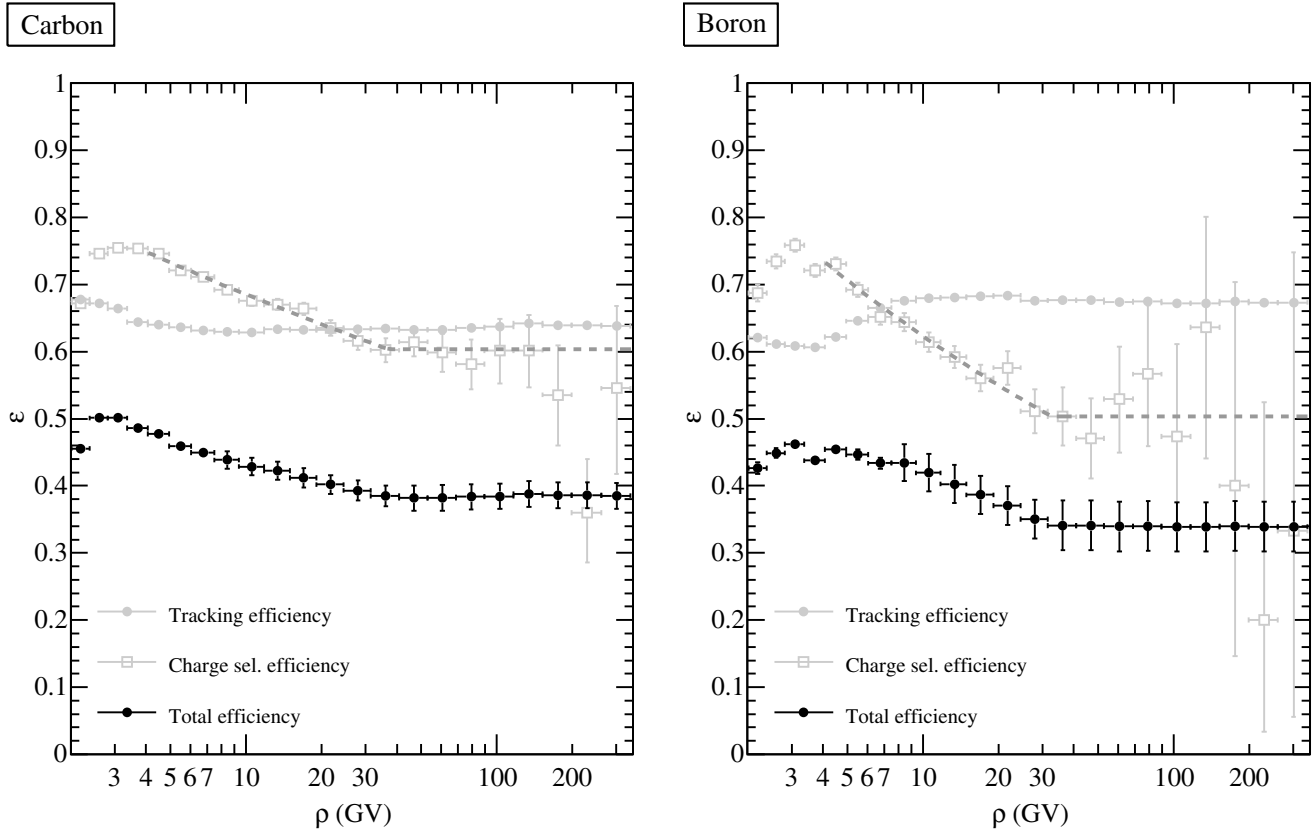 Carbon
1
0.9
0.8
0.7
0.6
0.5
0.4
0.3
0.2
0.1
0
ε
Tracking efficiency
Charge sel. efficiency
Total efficiency
3 4 5 6 7 10 20 30 100 200
ρ (GV)
Boron
1
0.9
0.8
0.7
0.6
0.5
0.4
0.3
0.2
0.1
0
ε
Tracking efficiency
Charge sel. efficiency
Total efficiency
3 4 5 6 7 10 20 30 100 200
ρ (GV)